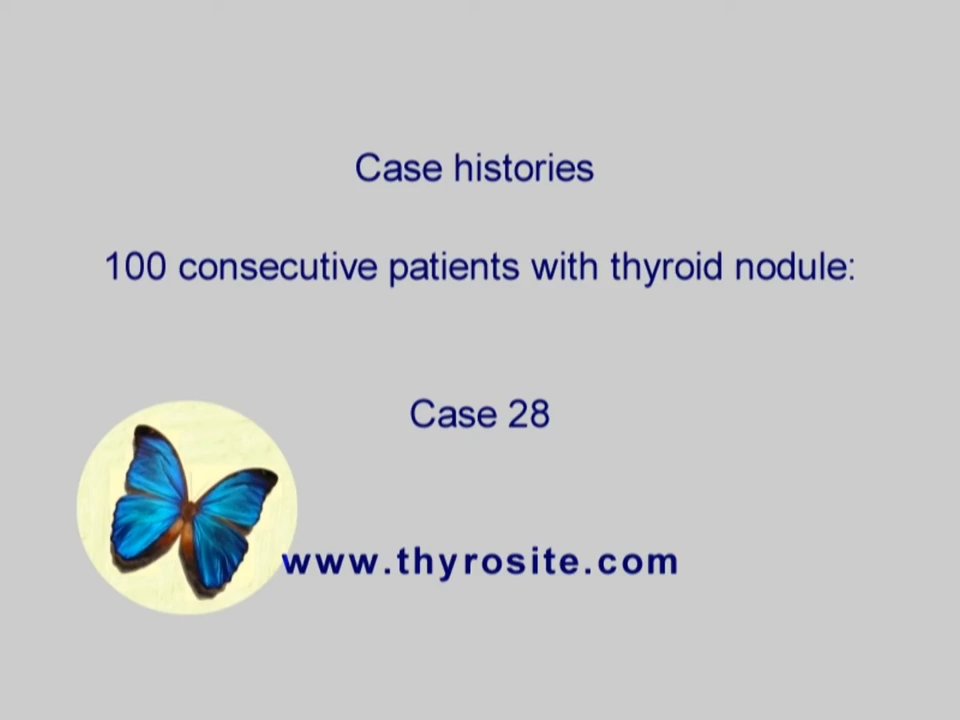 Case histories
100 consecutive patients with thyroid nodule:
Case 28
www.thyrosite.com